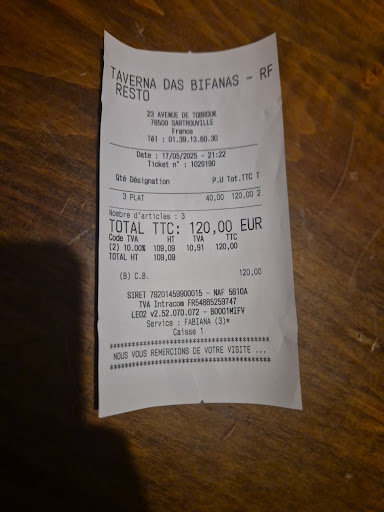 TAVERNA DAS BIFANAS - RF
RESTO
23 AVENUE DE TOBROUK
78500 SARTROUVILLE
France
Tél : 01.39.13.60.30
Date : 17/05/2025 - 21:22
Ticket n° : 1029190
Qté Désignation P.U Tot.TTC T
3 PLAT 40,00 120,00 2
Nombre d'articles : 3
TOTAL TTC: 120,00 EUR
Code TVA HT TVA TTC
(2) 10.00% 109,09 10,91 120,00
TOTAL HT 109,09
(B) C.B. 120,00
SIRET 79201459900015 - NAF 5610A
TVA Intracom FR54885259747
LEO2 v2.52.070.072 - B0001MIFV
Service : FABIANA (3)*
Caisse 1
****************************************
NOUS VOUS REMERCIONS DE VOTRE VISITE ...
****************************************